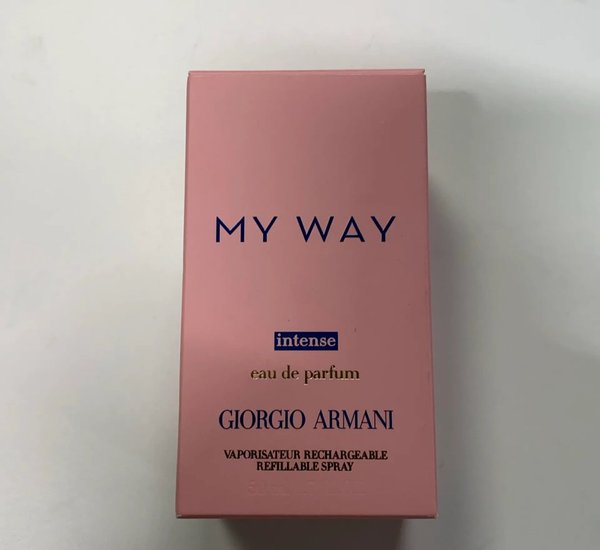 MY WAY
intense
eau de parfum
GIORGIO ARMANI
VAPORISATEUR RECHARGEABLE
REFILLABLE SPRAY